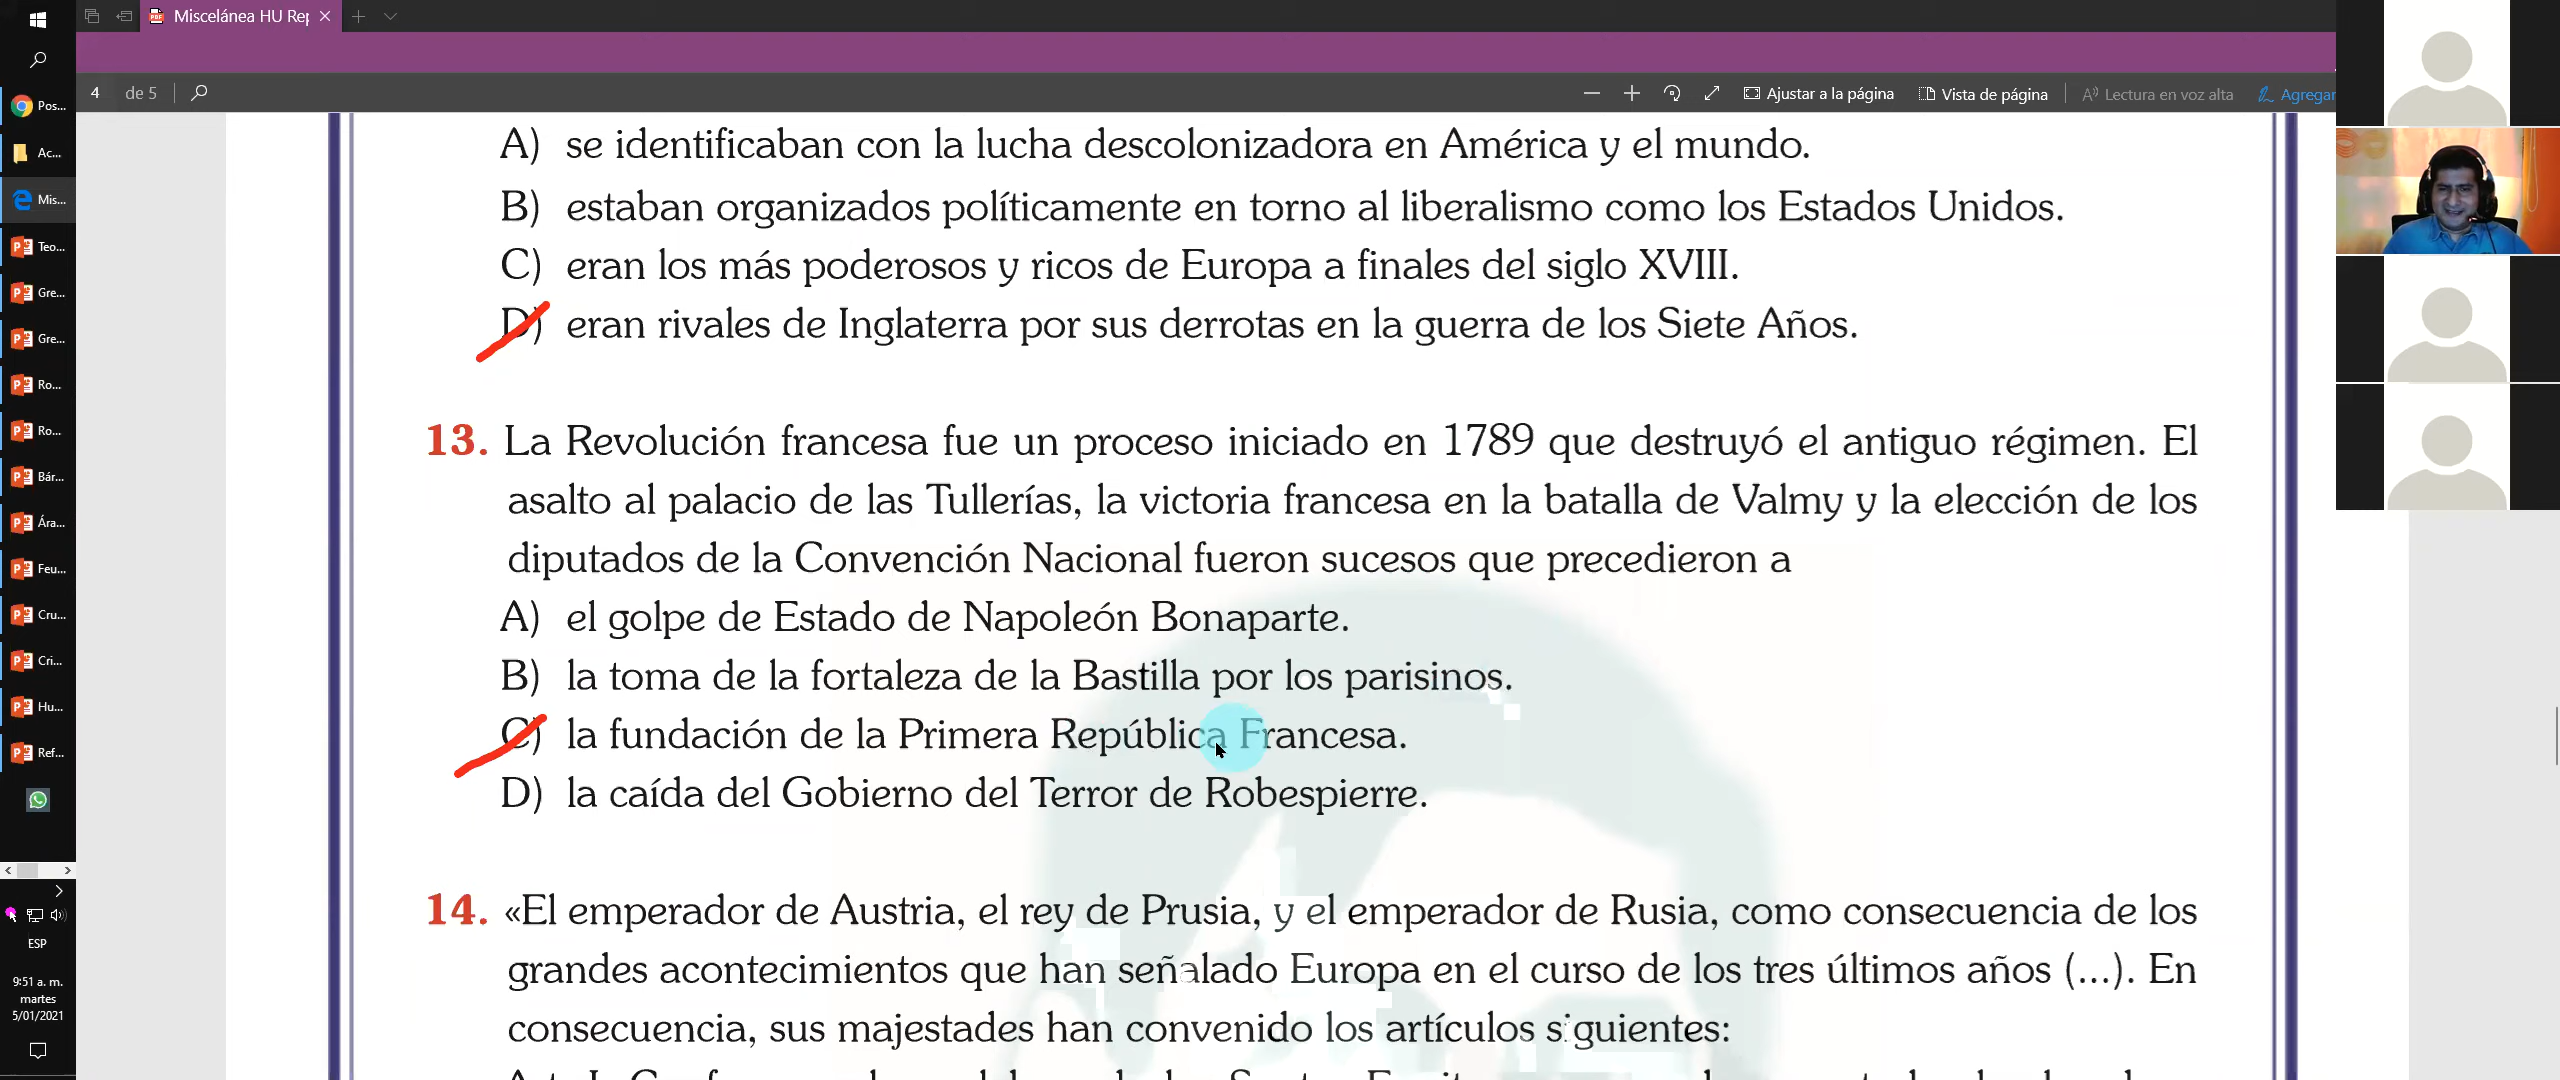 Miscelánea HU Rep
4 de 5
Ajustar a la página
Vista de página
Lectura en voz alta
Agregar
Pos...
Ac...
Mis...
Teo...
Gre...
Gre...
Ro...
Ro...
Bár...
Ára...
Feu...
Cru...
Cri...
Hu...
Ref...
ESP
9:51 a. m.
martes
5/01/2021
A) se identificaban con la lucha descolonizadora en América y el mundo.
B) estaban organizados políticamente en torno al liberalismo como los Estados Unidos.
C) eran los más poderosos y ricos de Europa a finales del siglo XVIII.
D) eran rivales de Inglaterra por sus derrotas en la guerra de los Siete Años.
13. La Revolución francesa fue un proceso iniciado en 1789 que destruyó el antiguo régimen. El
asalto al palacio de las Tullerías, la victoria francesa en la batalla de Valmy y la elección de los
diputados de la Convención Nacional fueron sucesos que precedieron a
A) el golpe de Estado de Napoleón Bonaparte.
B) la toma de la fortaleza de la Bastilla por los parisinos.
C) la fundación de la Primera República Francesa.
D) la caída del Gobierno del Terror de Robespierre.
14. «El emperador de Austria, el rey de Prusia, y el emperador de Rusia, como consecuencia de los
grandes acontecimientos que han señalado Europa en el curso de los tres últimos años (...). En
consecuencia, sus majestades han convenido los artículos siguientes: